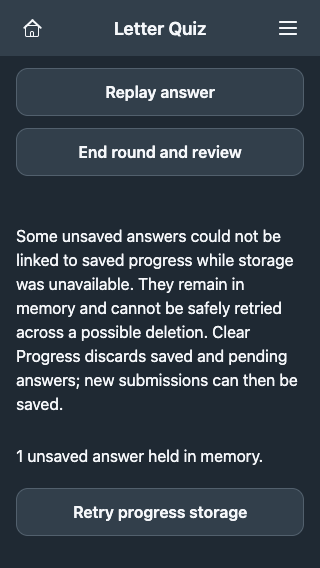 Letter Quiz
Replay answer
End round and review
Some unsaved answers could not be
linked to saved progress while storage
was unavailable. They remain in
memory and cannot be safely retried
across a possible deletion. Clear
Progress discards saved and pending
answers; new submissions can then be
saved.
1 unsaved answer held in memory.
Retry progress storage